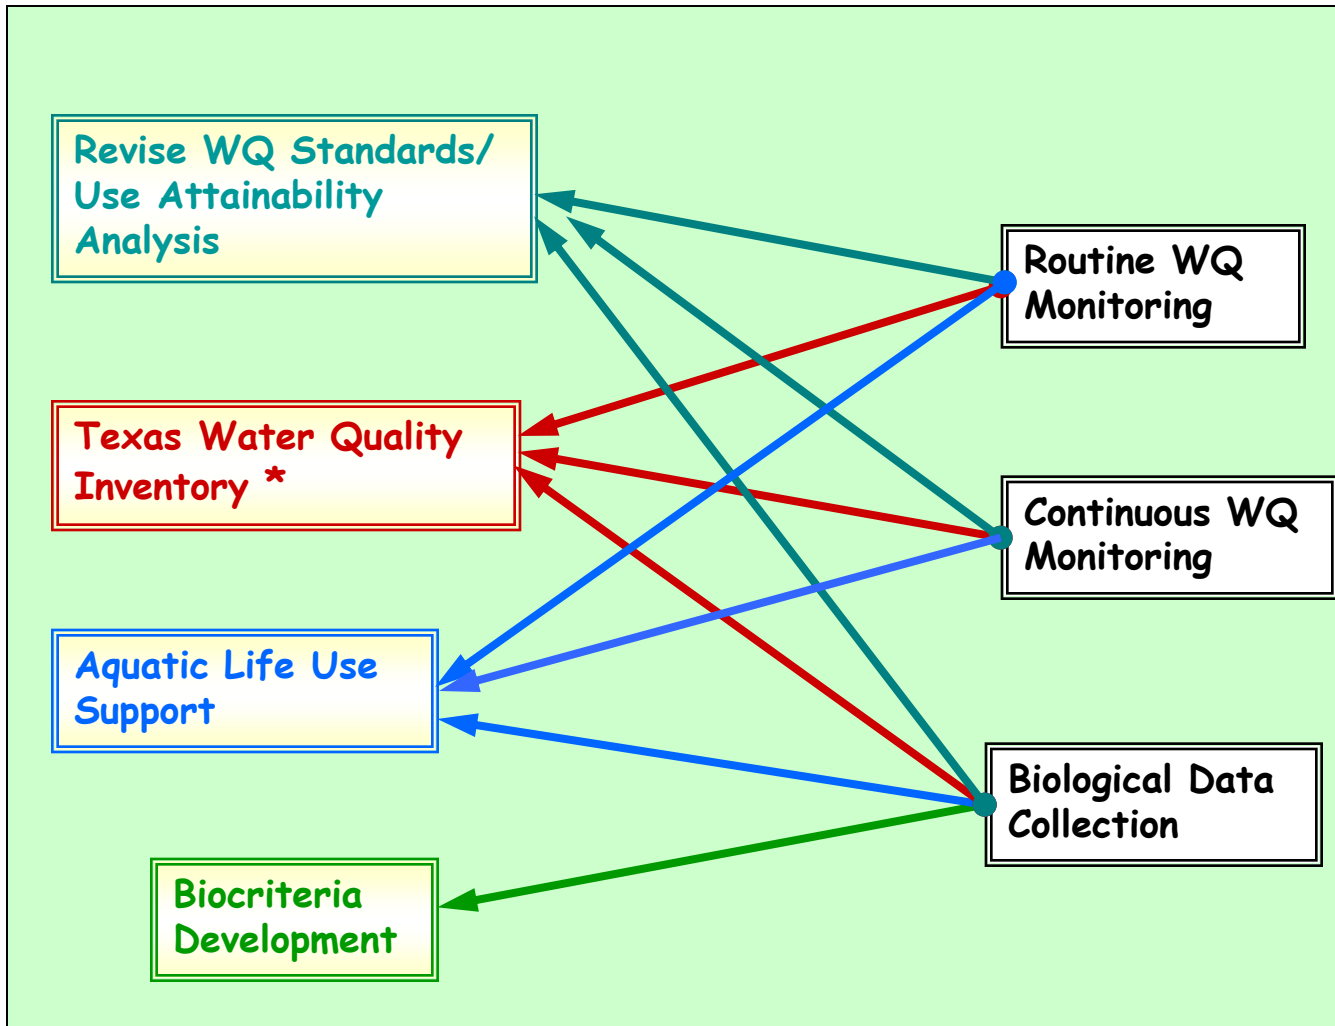 Revise WQ Standards/
Use Attainability
Analysis
Routine WQ
Monitoring
Texas Water Quality
Inventory *
Continuous WQ
Monitoring
Aquatic Life Use
Support
Biological Data
Collection
Biocriteria
Development